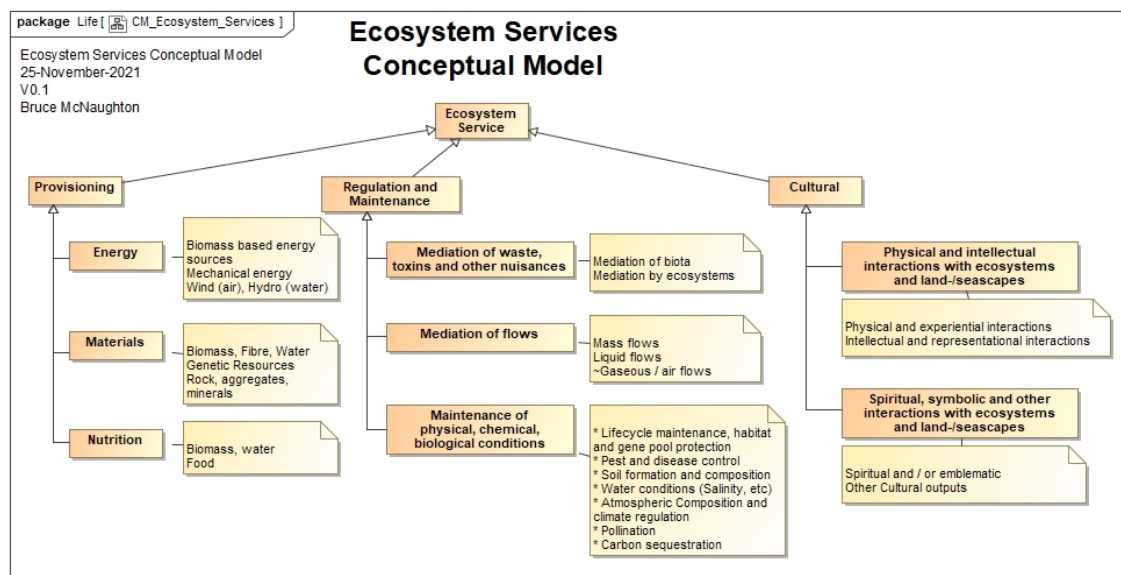 package Life [ CM_Ecosystem_Services ]
Ecosystem Services Conceptual Model
25-November-2021
V0.1
Bruce McNaughton
Ecosystem Services
Conceptual Model
Ecosystem
Service
Provisioning
Regulation and
Maintenance
Cultural
Energy
Biomass based energy
sources
Mechanical energy
Wind (air), Hydro (water)
Materials
Biomass, Fibre, Water
Genetic Resources
Rock, aggregates,
minerals
Nutrition
Biomass, water
Food
Mediation of waste,
toxins and other nuisances
Mediation of biota
Mediation by ecosystems
Mediation of flows
Mass flows
Liquid flows
~Gaseous / air flows
Maintenance of
physical, chemical,
biological conditions
* Lifecycle maintenance, habitat
and gene pool protection
* Pest and disease control
* Soil formation and composition
* Water conditions (Salinity, etc)
* Atmospheric Composition and
climate regulation
* Pollination
* Carbon sequestration
Physical and intellectual
interactions with ecosystems
and land-/seascapes
Physical and experiential interactions
Intellectual and representational interactions
Spiritual, symbolic and other
interactions with ecosystems
and land-/seascapes
Spiritual and / or emblematic
Other Cultural outputs